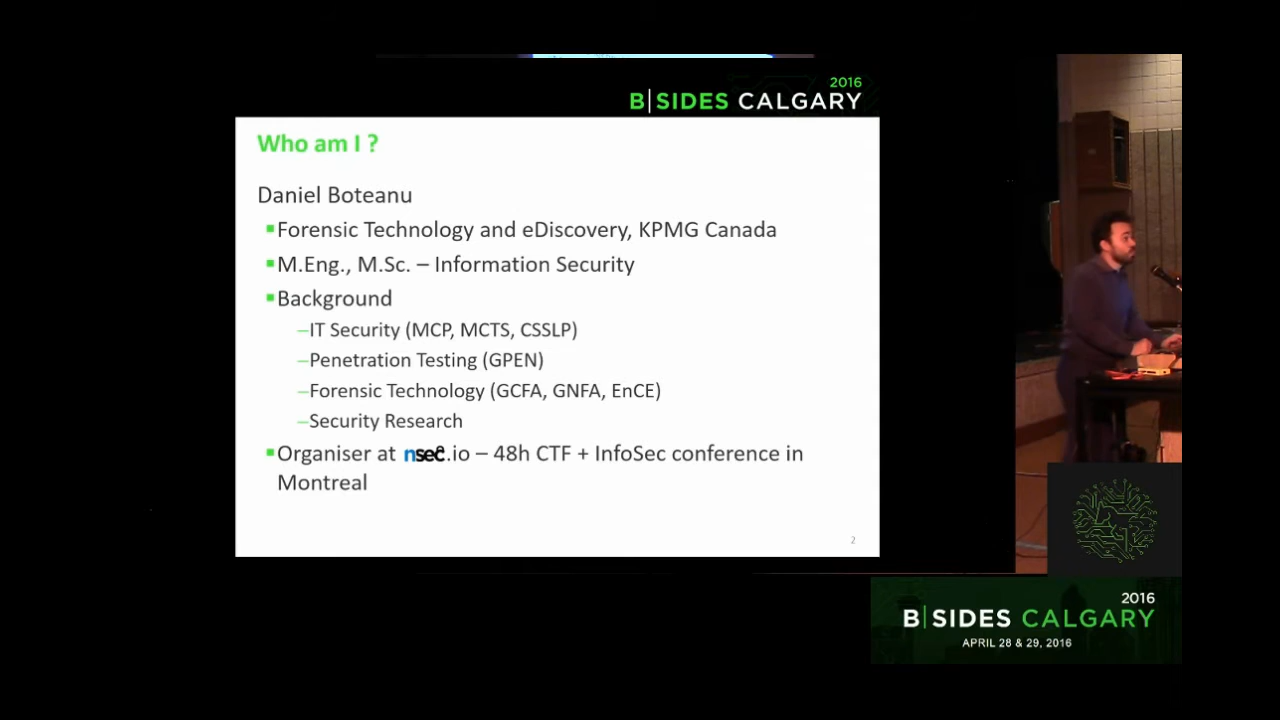 2016
B|SIDES CALGARY
Who am I ?
Daniel Boteanu
▪Forensic Technology and eDiscovery, KPMG Canada
▪M.Eng., M.Sc. – Information Security
▪Background
–IT Security (MCP, MCTS, CSSLP)
–Penetration Testing (GPEN)
–Forensic Technology (GCFA, GNFA, EnCE)
–Security Research
▪Organiser at nsec.io – 48h CTF + InfoSec conference in
Montreal
2
2016
B|SIDES CALGARY
APRIL 28 & 29, 2016